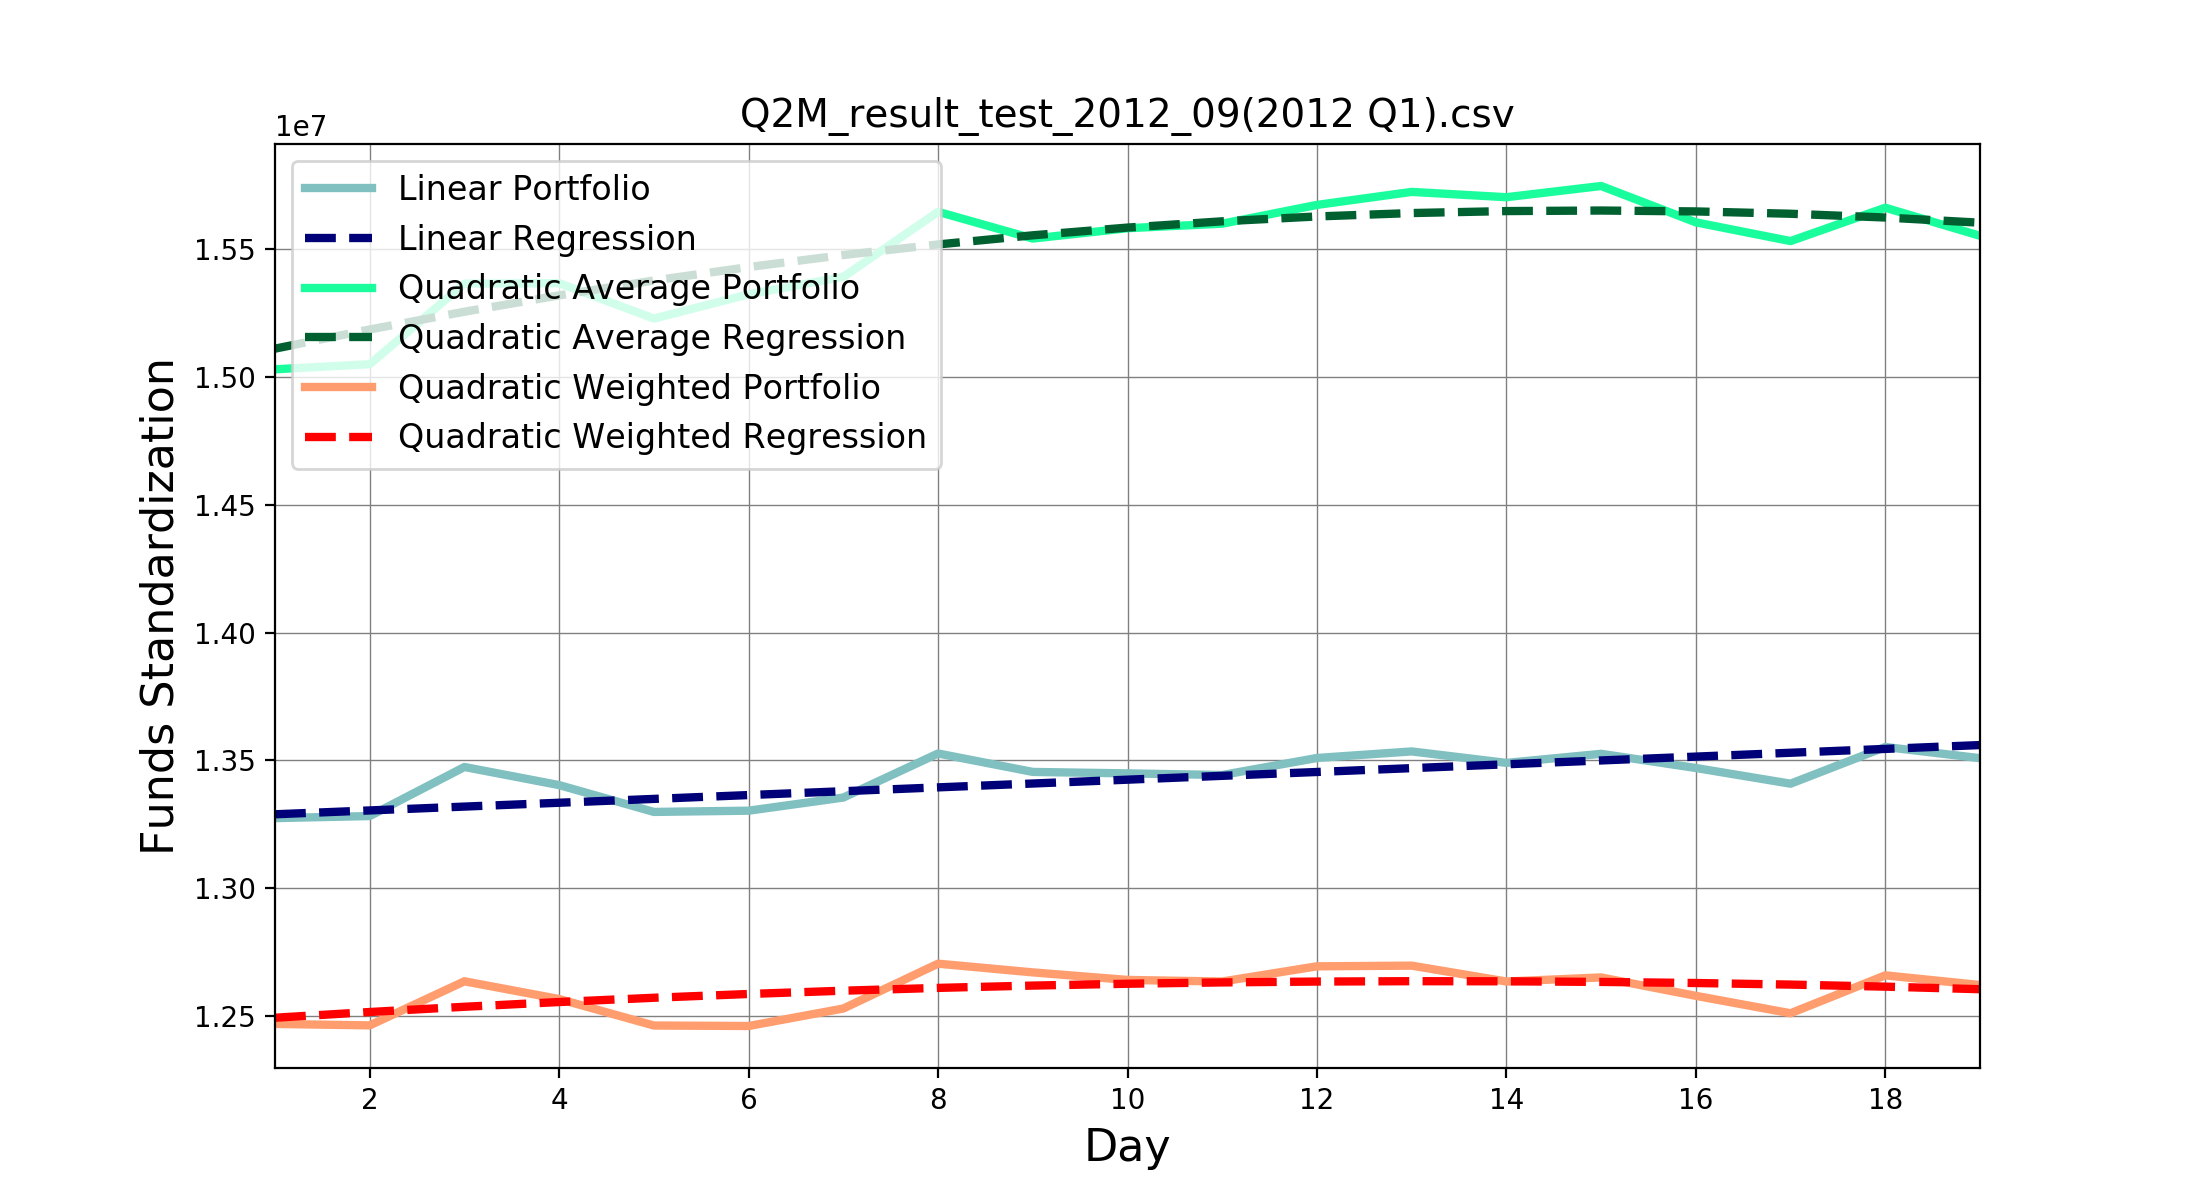 Q2M_result_test_2012_09(2012 Q1).csv
1e7
Linear Portfolio
Linear Regression
Quadratic Average Portfolio
Quadratic Average Regression
Quadratic Weighted Portfolio
Quadratic Weighted Regression
1.55
1.50
1.45
1.40
1.35
1.30
1.25
Funds Standardization
2 4 6 8 10 12 14 16 18
Day